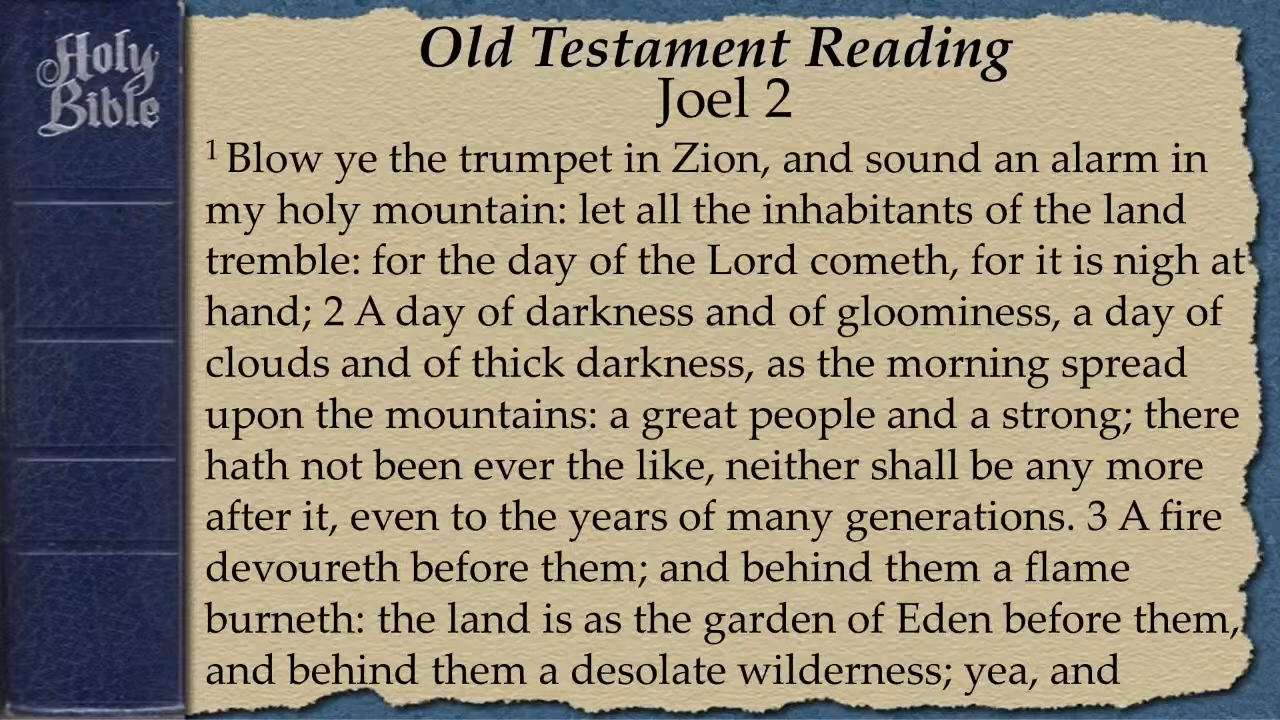 Holy
Bible
Old Testament Reading
Joel 2
1 Blow ye the trumpet in Zion, and sound an alarm in
my holy mountain: let all the inhabitants of the land
tremble: for the day of the Lord cometh, for it is nigh at
hand; 2 A day of darkness and of gloominess, a day of
clouds and of thick darkness, as the morning spread
upon the mountains: a great people and a strong; there
hath not been ever the like, neither shall be any more
after it, even to the years of many generations. 3 A fire
devoureth before them; and behind them a flame
burneth: the land is as the garden of Eden before them,
and behind them a desolate wilderness; yea, and